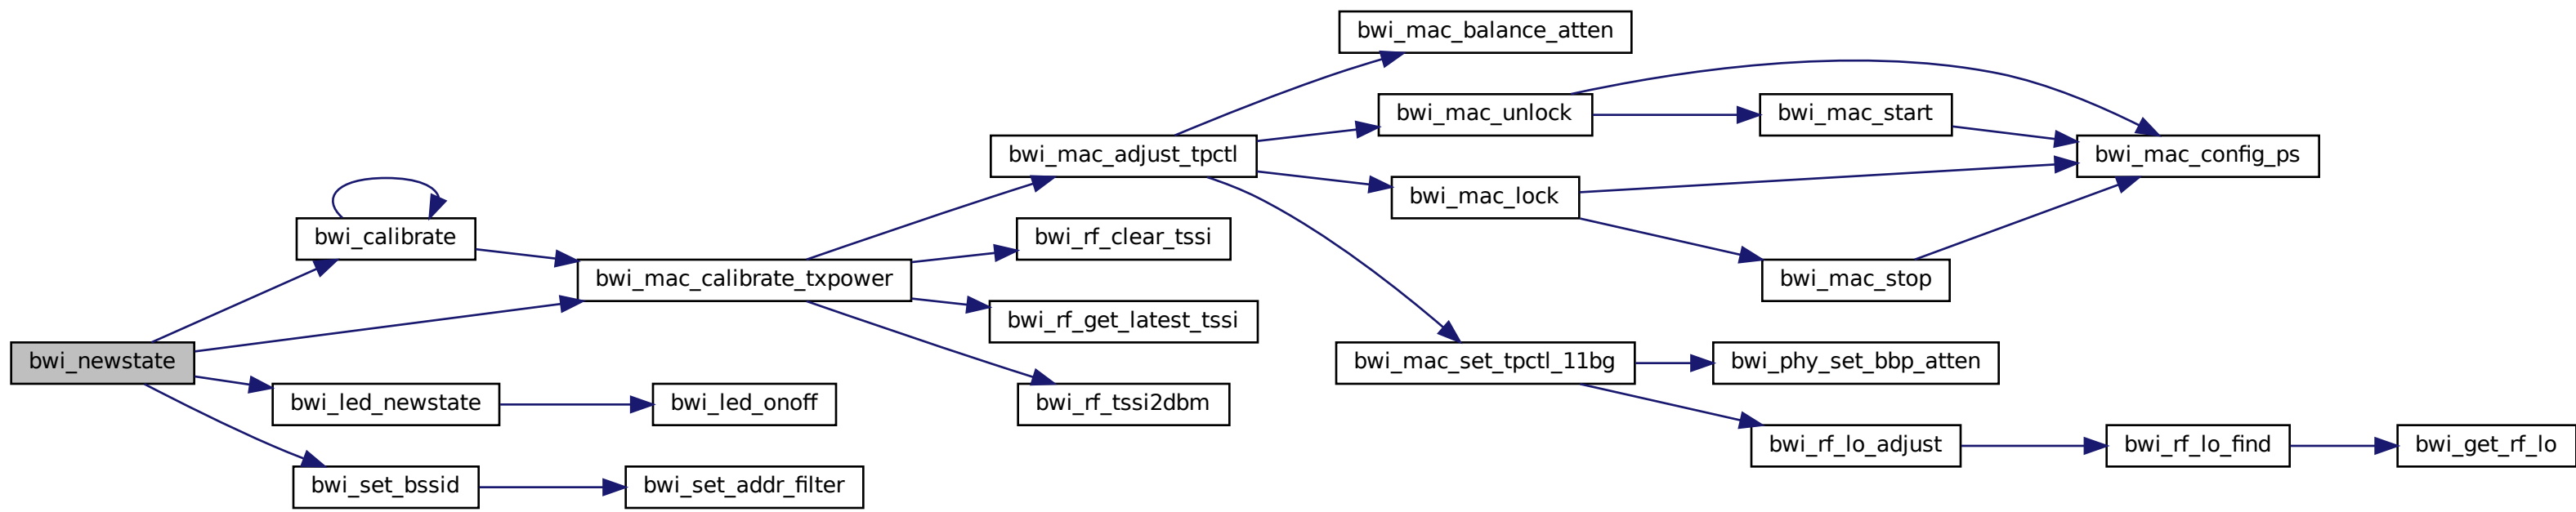 bwi_mac_balance_atten
bwi_mac_unlock
bwi_mac_start
bwi_mac_adjust_tpctl
bwi_mac_config_ps
bwi_mac_lock
bwi_calibrate
bwi_rf_clear_tssi
bwi_mac_calibrate_txpower
bwi_mac_stop
bwi_rf_get_latest_tssi
bwi_newstate
bwi_mac_set_tpctl_11bg
bwi_phy_set_bbp_atten
bwi_led_newstate
bwi_led_onoff
bwi_rf_tssi2dbm
bwi_rf_lo_adjust
bwi_rf_lo_find
bwi_get_rf_lo
bwi_set_bssid
bwi_set_addr_filter